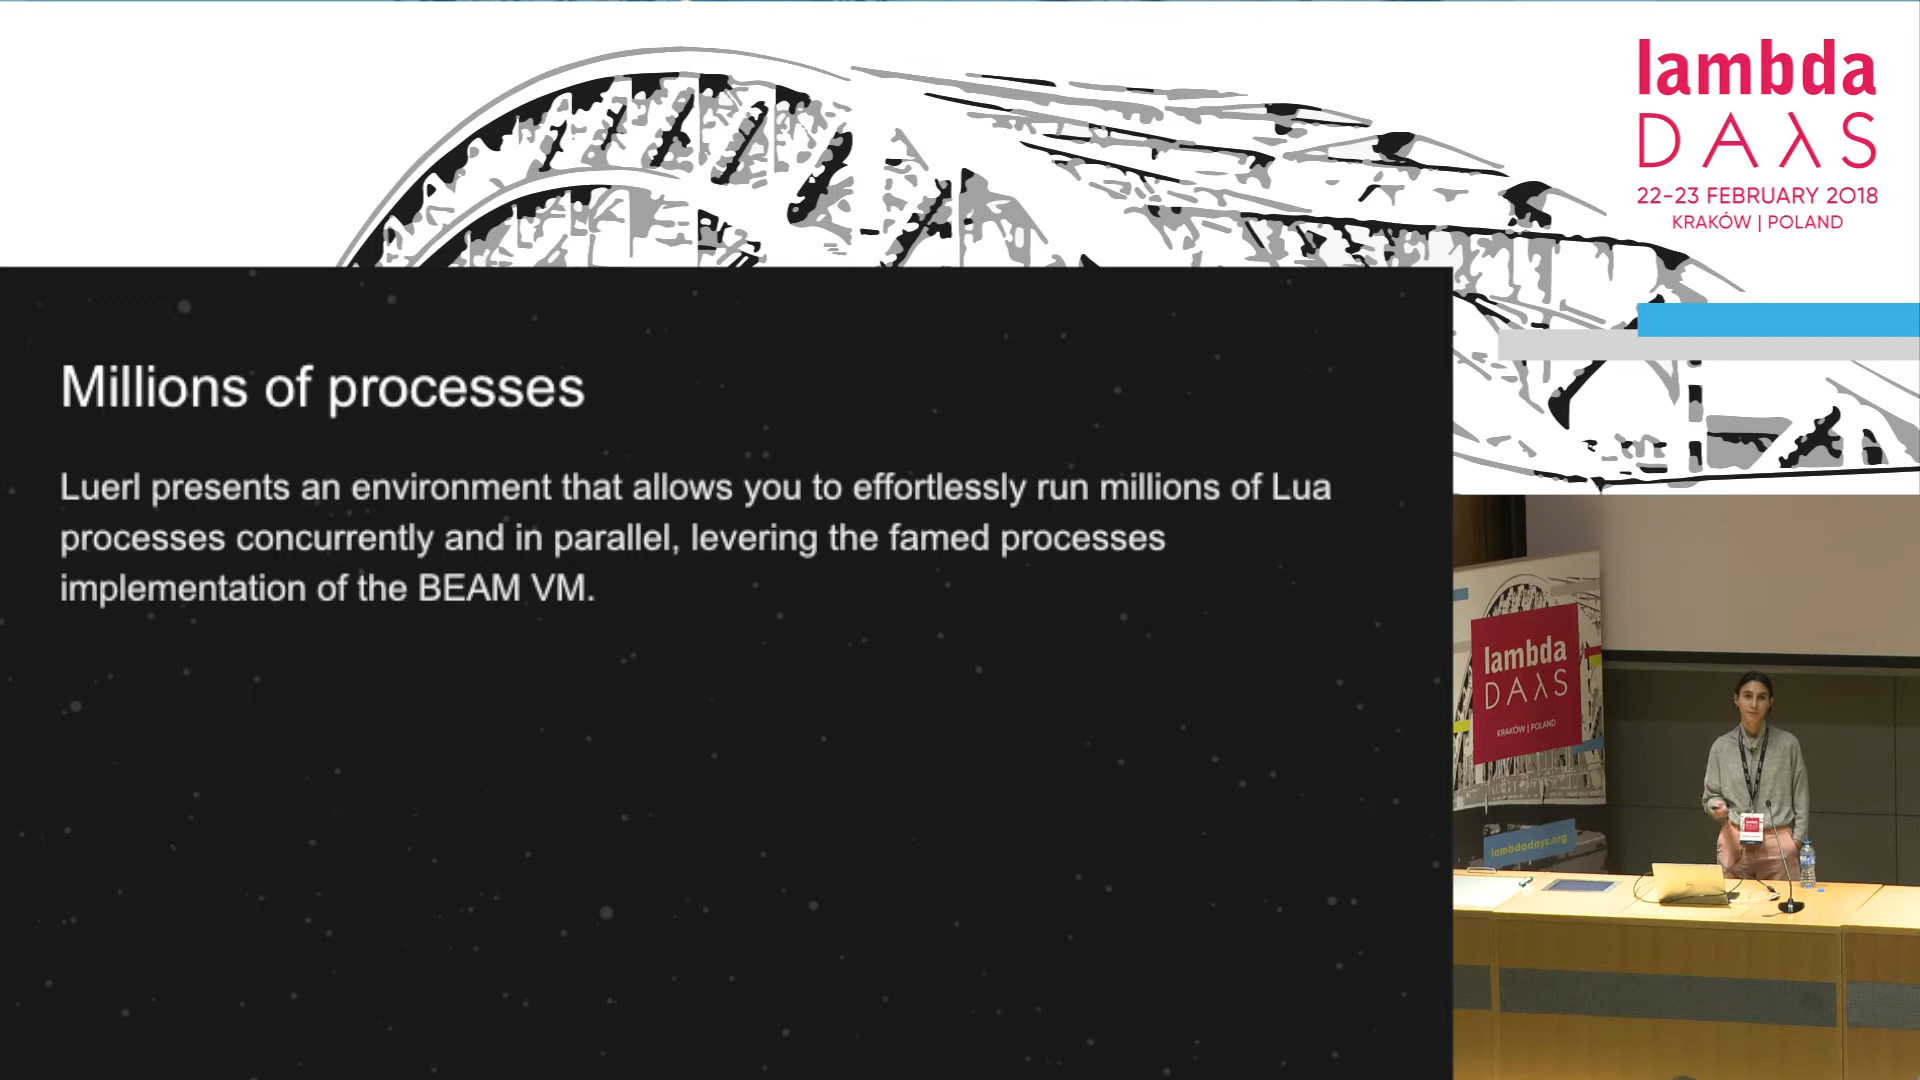 lambda
DAλS
22-23 FEBRUARY 2018
KRAKÓW | POLAND
Millions of processes
Luerl presents an environment that allows you to effortlessly run millions of Lua
processes concurrently and in parallel, levering the famed processes
implementation of the BEAM VM.
lambda
DAλS
KRAKÓW | POLAND
lambdadays.org